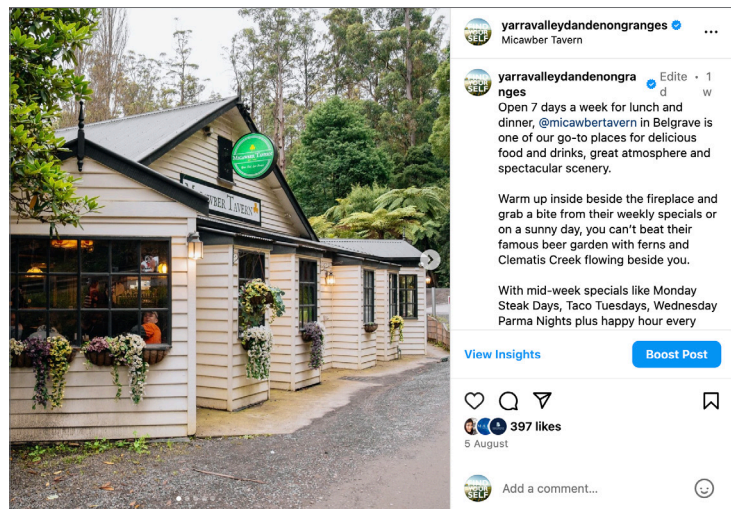 yarravalleydandenongranges
Micawber Tavern
yarravalleydandenongra
nges
Edite
d
• 1
w
Open 7 days a week for lunch and
dinner, @micawbertavern in Belgrave is
one of our go-to places for delicious
food and drinks, great atmosphere and
spectacular scenery.
Warm up inside beside the fireplace and
grab a bite from their weekly specials or
on a sunny day, you can’t beat their
famous beer garden with ferns and
Clematis Creek flowing beside you.
With mid-week specials like Monday
Steak Days, Taco Tuesdays, Wednesday
Parma Nights plus happy hour every
View Insights
Boost Post
397 likes
5 August
Add a comment...
MICAWBER TAVERN
MICAWBER TAVERN